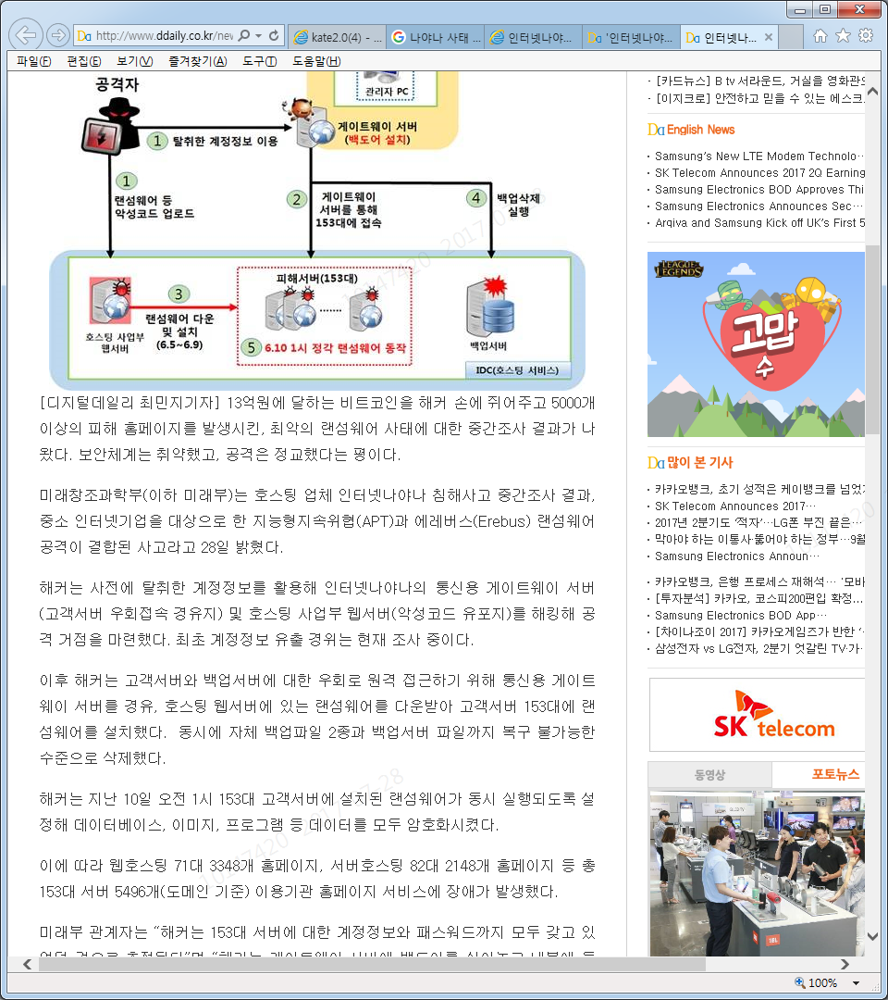 http://www.ddaily.co.kr/nev
kate2.0(4) - ...
나야나 사태 ...
인터넷나야...
'인터넷나야...
인터넷나...
파일(F) 편집(E) 보기(V) 즐겨찾기(A) 도구(T) 도움말(H)
공격자
관리자 PC
게이트웨이 서버
(백도어 설치)
1 탈취한 계정정보 이용
1
랜섬웨어 등
악성코드 업로드
2 게이트웨이
서버를 통해
153대에 접속
4 백업삭제
실행
3
랜섬웨어 다운
및 설치
(6.5~6.9)
호스팅 사업부
웹서버
피해서버(153대)
5 6.10 1시 정각 랜섬웨어 동작
백업서버
IDC(호스팅 서비스)
[디지털데일리 최민지기자] 13억원에 달하는 비트코인을 해커 손에 쥐어주고 5000개
이상의 피해 홈페이지를 발생시킨, 최악의 랜섬웨어 사태에 대한 중간조사 결과가 나
왔다. 보안체계는 취약했고, 공격은 정교했다는 평이다.
미래창조과학부(이하 미래부)는 호스팅 업체 인터넷나야나 침해사고 중간조사 결과,
중소 인터넷기업을 대상으로 한 지능형지속위협(APT)과 에레버스(Erebus) 랜섬웨어
공격이 결합된 사고라고 28일 밝혔다.
해커는 사전에 탈취한 계정정보를 활용해 인터넷나야나의 통신용 게이트웨이 서버
(고객서버 우회접속 경유지) 및 호스팅 사업부 웹서버(악성코드 유포지)를 해킹해 공
격 거점을 마련했다. 최초 계정정보 유출 경위는 현재 조사 중이다.
이후 해커는 고객서버와 백업서버에 대한 우회로 원격 접근하기 위해 통신용 게이트
웨이 서버를 경유, 호스팅 웹서버에 있는 랜섬웨어를 다운받아 고객서버 153대에 랜
섬웨어를 설치했다. 동시에 자체 백업파일 2종과 백업서버 파일까지 복구 불가능한
수준으로 삭제했다.
해커는 지난 10일 오전 1시 153대 고객서버에 설치된 랜섬웨어가 동시 실행되도록 설
정해 데이터베이스, 이미지, 프로그램 등 데이터를 모두 암호화시켰다.
이에 따라 웹호스팅 71대 3348개 홈페이지, 서버호스팅 82대 2148개 홈페이지 등 총
153대 서버 5496개(도메인 기준) 이용기관 홈페이지 서비스에 장애가 발생했다.
미래부 관계자는 “해커는 153대 서버에 대한 계정정보와 패스워드까지 모두 갖고 있
· [카드뉴스] B tv 서라운드, 거실을 영화관으
· [이지크로] 안전하고 믿을 수 있는 에스크
Da English News
· Samsung's New LTE Modem Technolo…
· SK Telecom Announces 2017 2Q Earning
· Samsung Electronics BOD Approves Thi
· Samsung Electronics Announces Sec…
· Arqiva and Samsung Kick off UK's First 5
LEAGUE of LEGENDS
고맙
수
Da 많이 본 기사
· 카카오뱅크, 초기 성적은 케이뱅크를 넘었
· SK Telecom Announces 2017…
· 2017년 2분기도 ‘적자’…LG폰 부진 끝은…
· 막아야 하는 이통사·뚫어야 하는 정부…9월
· Samsung Electronics Announ…
· 카카오뱅크, 은행 프로세스 재해석… '모바
· [투자분석] 카카오, 코스피200편입 확정...
· Samsung Electronics BOD App…
· [차이나조이 2017] 카카오게임즈가 반한 ‘
· 삼성전자 vs LG전자, 2분기 엇갈린 TV·가
SK telecom
동영상 포토뉴스
JBL
100%